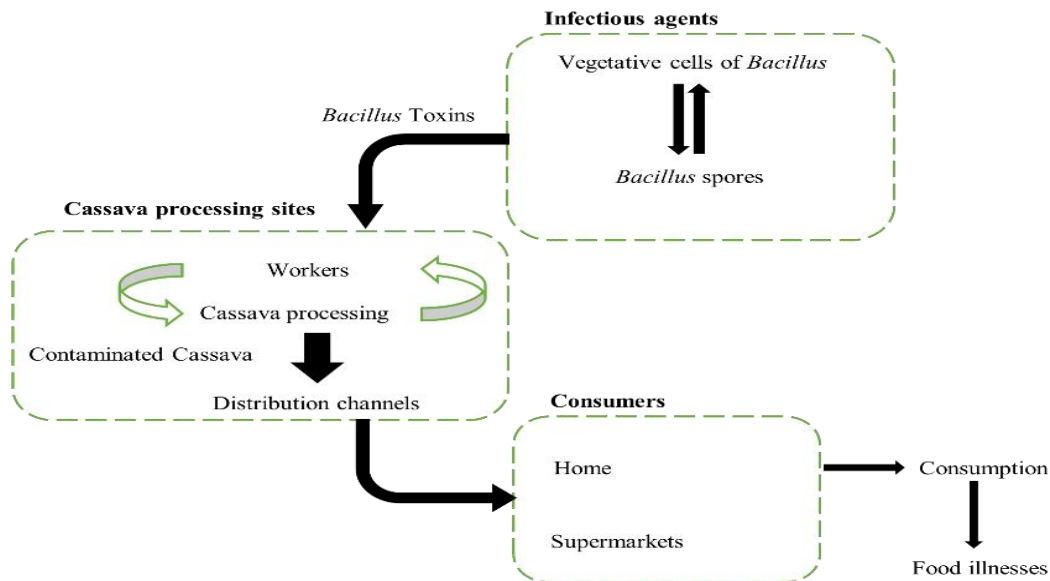 Infectious agents
Vegetative cells of Bacillus
Bacillus Toxins
Bacillus spores
Cassava processing sites
Workers
Cassava processing
Contaminated Cassava
Distribution channels
Consumers
Home
Consumption
Supermarkets
Food illnesses